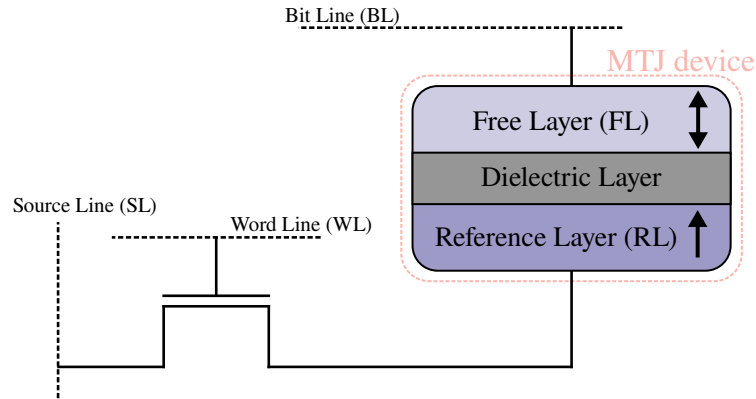 Bit Line (BL)
MTJ device
Free Layer (FL)
Dielectric Layer
Source Line (SL)
Word Line (WL)
Reference Layer (RL)